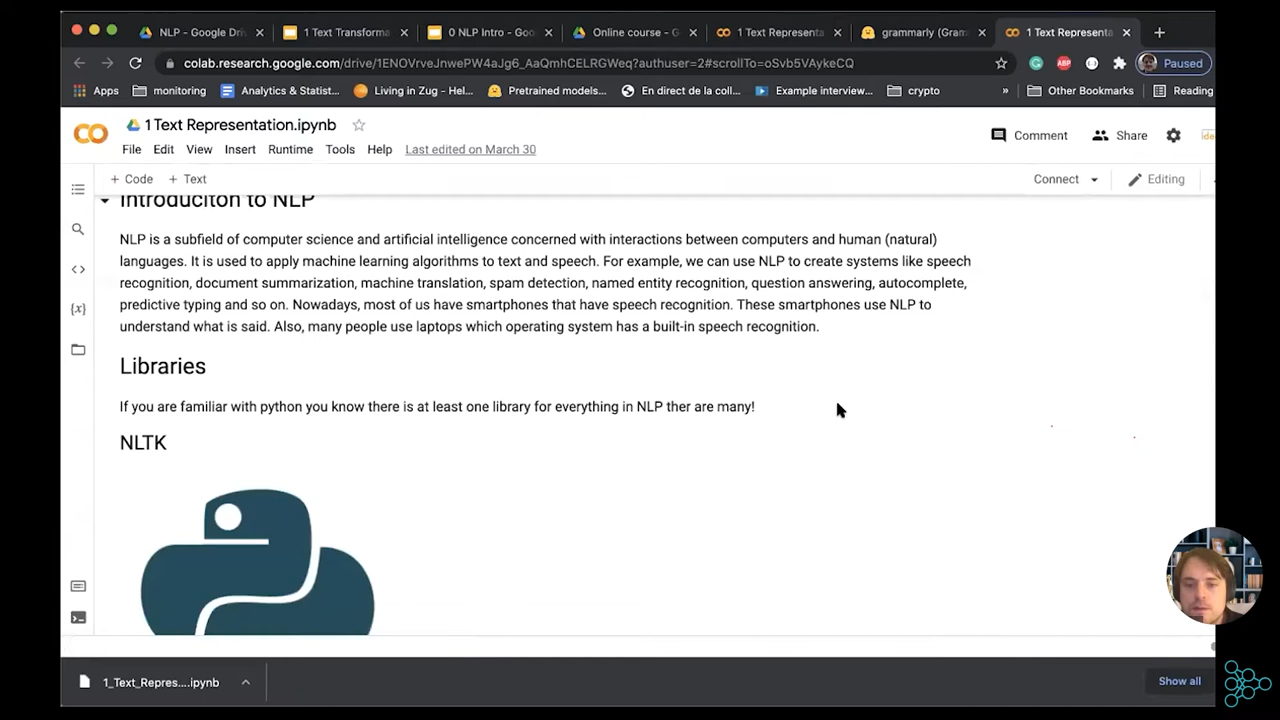 NLP - Google Dri
1 Text Transforma
0 NLP Intro - Goo
Online course - G
1 Text Representa
grammarly (Gram
1 Text Representa
colab.research.google.com/drive/1ENOVrveJnwePW4aJg6_AaQmhCELRGWeq?authuser=2#scrollTo=oSvb5VAykeCQ
ABP
Paused
Apps
monitoring
Analytics & Statist...
Living in Zug - Hel...
Pretrained models...
En direct de la coll...
Example interview...
crypto
»
Other Bookmarks
Reading
1 Text Representation.ipynb
Comment
Share
File Edit View Insert Runtime Tools Help Last edited on March 30
+ Code + Text
Connect
Editing
Introduciton to NLP
NLP is a subfield of computer science and artificial intelligence concerned with interactions between computers and human (natural)
languages. It is used to apply machine learning algorithms to text and speech. For example, we can use NLP to create systems like speech
recognition, document summarization, machine translation, spam detection, named entity recognition, question answering, autocomplete,
predictive typing and so on. Nowadays, most of us have smartphones that have speech recognition. These smartphones use NLP to
understand what is said. Also, many people use laptops which operating system has a built-in speech recognition.
Libraries
If you are familiar with python you know there is at least one library for everything in NLP ther are many!
NLTK
1_Text_Repres....ipynb
Show all